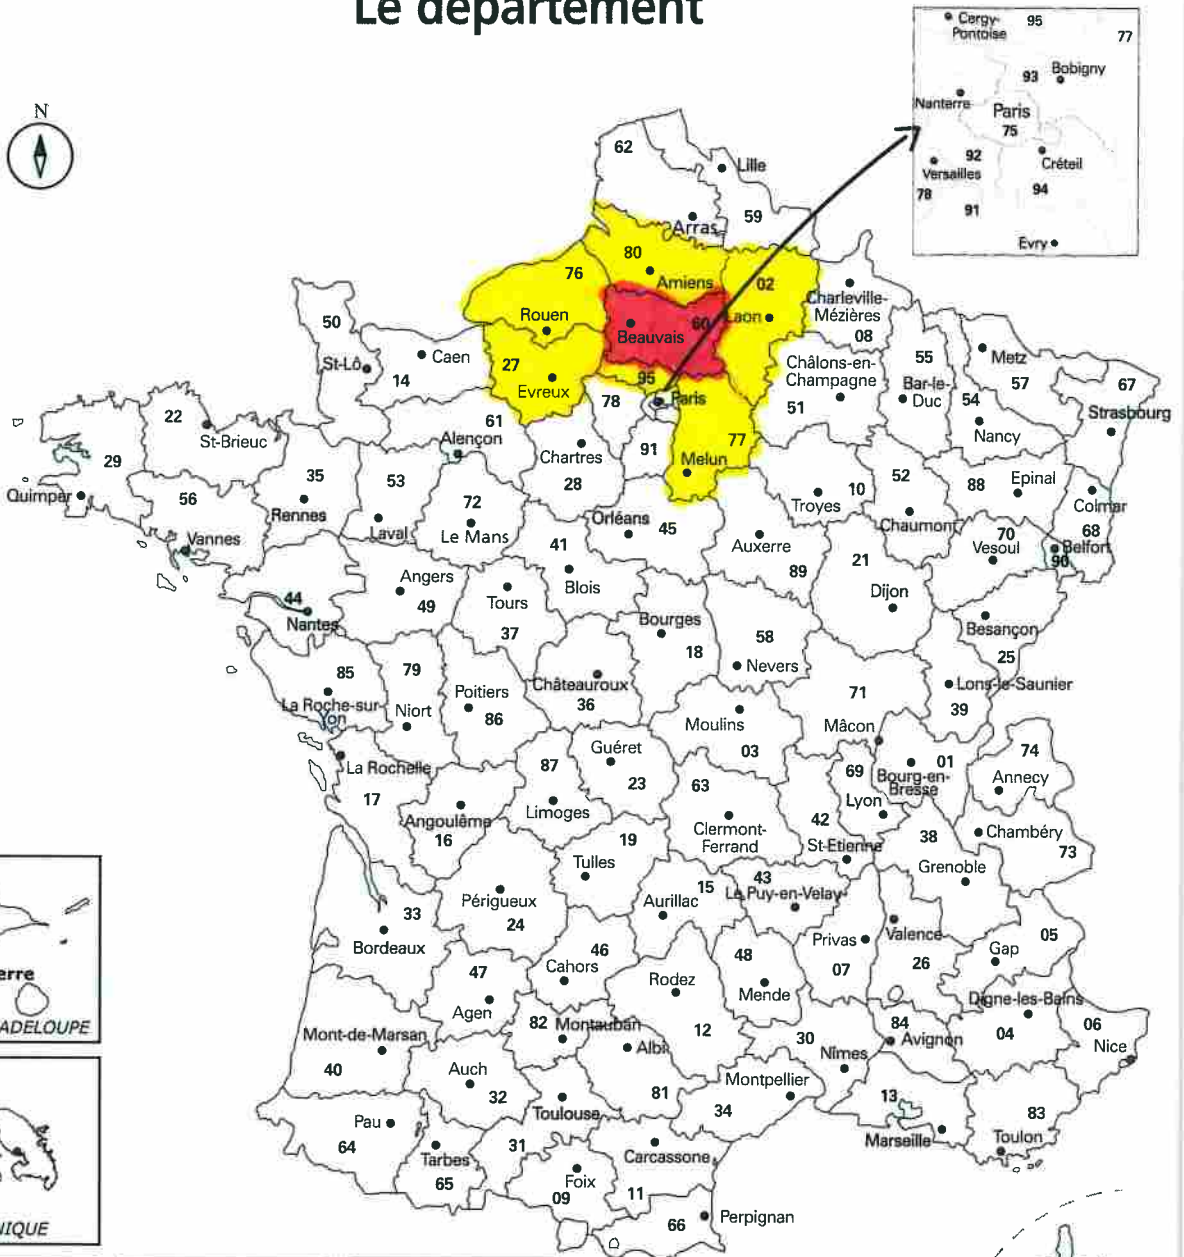 Le département
Cergy-
Pontoise
95
77
93
Bobigny
Nanterre
Paris
75
92
Créteil
Versailles
78
94
91
Evry
N
62
Lille
59
Arras
80
Amiens
76
02
Rouen
Beauvais
60
Laon
Charleville-
Mézières
08
50
St-Lô
Caen
14
27
Evreux
95
Paris
78
Châlons-en-
Champagne
51
55
Bar-le-
Duc
Metz
57
54
Nancy
67
Strasbourg
22
St-Brieuc
29
Quimper
56
Vannes
35
Rennes
61
Alençon
53
Laval
72
Le Mans
Chartres
28
91
77
Melun
Troyes
10
52
Chaumont
88
Epinal
Colmar
68
Orléans
45
41
Blois
Auxerre
89
21
Dijon
70
Vesoul
Belfort
90
44
Nantes
Angers
49
Tours
37
Bourges
18
58
Nevers
Besançon
25
85
La Roche-sur-
Yon
79
Niort
Poitiers
86
Châteauroux
36
Moulins
03
71
Mâcon
Lons-le-Saunier
39
La Rochelle
17
87
Limoges
Guéret
23
63
Clermont-
Ferrand
69
Lyon
Bourg-en-
Bresse
01
74
Annecy
Angoulême
16
19
Tulles
42
St-Etienne
38
Grenoble
Chambéry
73
Périgueux
24
Aurillac
15
43
Le Puy-en-Velay
33
Bordeaux
46
Cahors
48
Mende
Privas
07
Valence
26
Gap
05
erre
ADELOUPE
47
Agen
Rodez
12
Mont-de-Marsan
40
82
Montauban
Albi
81
30
Nîmes
84
Avignon
Digne-les-Bains
04
06
Nice
Auch
32
Toulouse
31
Montpellier
34
13
Marseille
83
Toulon
Pau
64
Tarbes
65
Foix
09
Carcassone
11
66
Perpignan
NIQUE